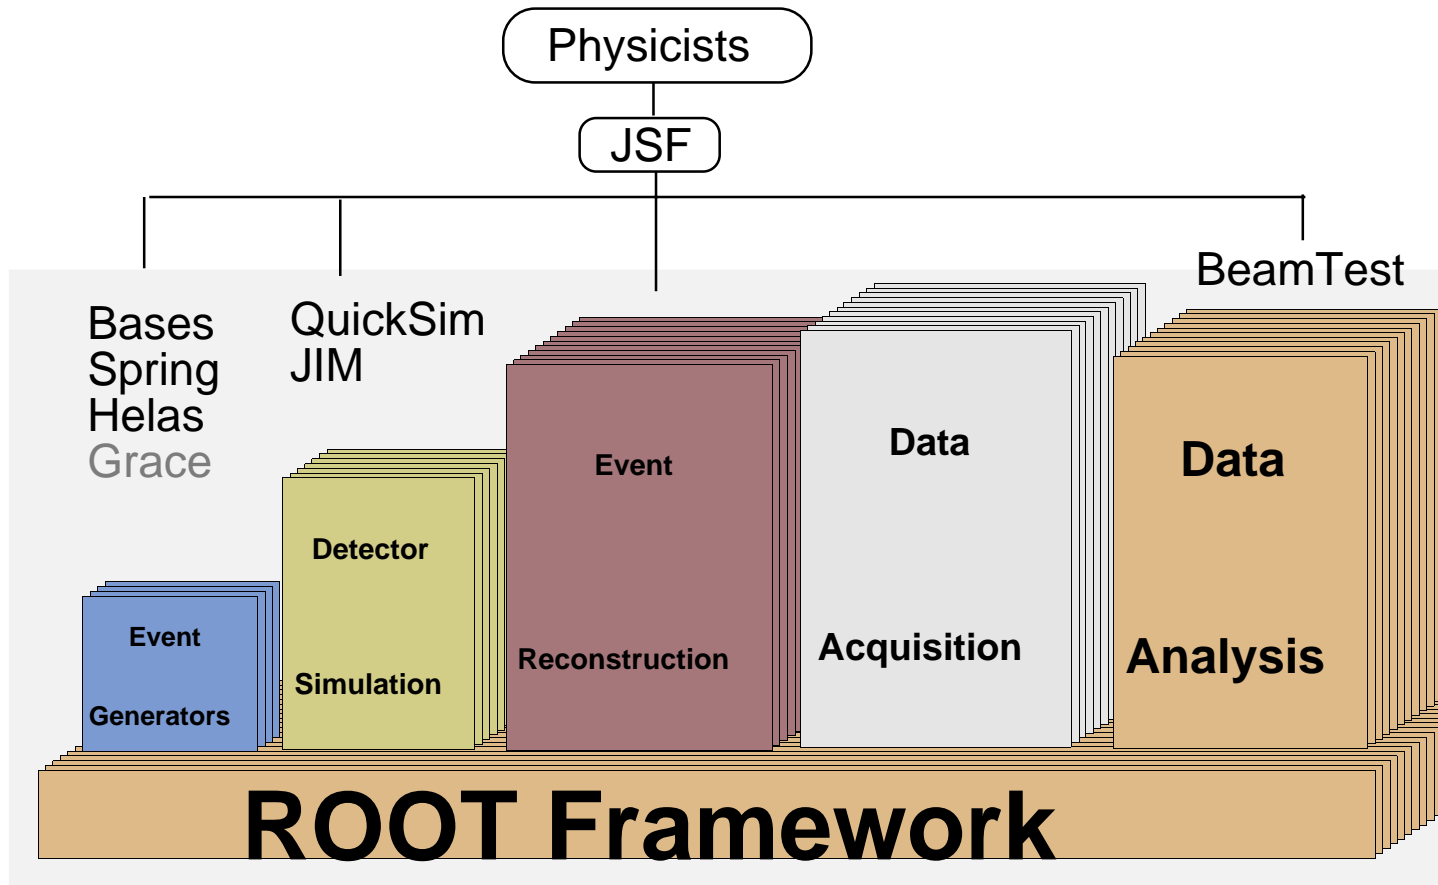 Physicists
JSF
BeamTest
Bases
Spring
Helas
Grace
QuickSim
JIM
Event
Generators
Detector
Simulation
Event
Reconstruction
Data
Acquisition
Data
Analysis
ROOT Framework